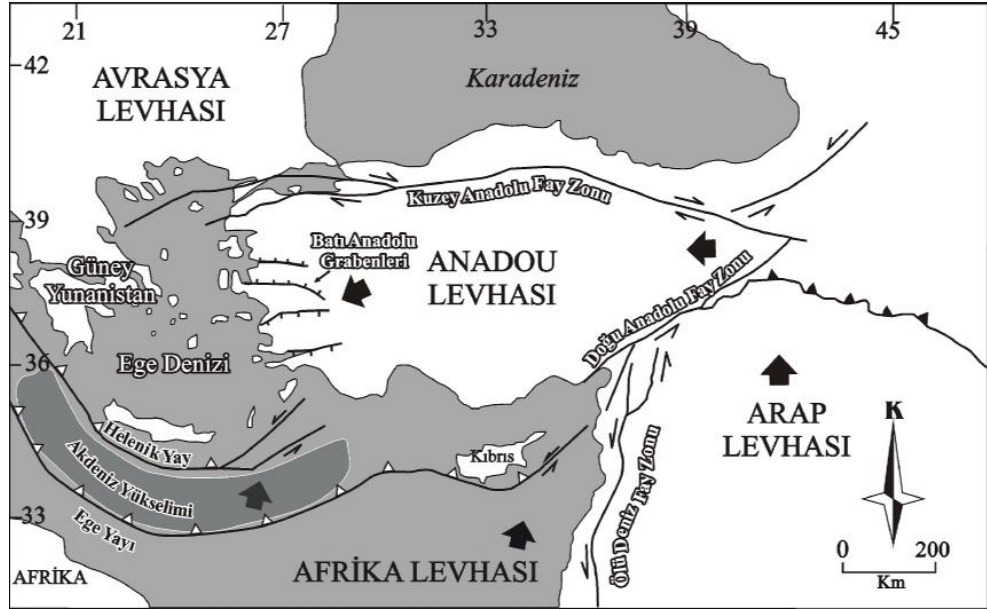 21 27 33 39 45
42
39
36
33
AVRASYA
LEVHASI
Karadeniz
Kuzey Anadolu Fay Zonu
Batı Anadolu
Grabenleri
ANADOU
LEVHASI
Güney
Yunanistan
Doğu Anadolu Fay Zonu
Ege Denizi
ARAP
LEVHASI
K
Helenik Yay
Akdeniz Yükselimi
Kıbrıs
Ege Yayı
Ölü Deniz Fay Zonu
AFRİKA LEVHASI
AFRİKA
0 200
Km